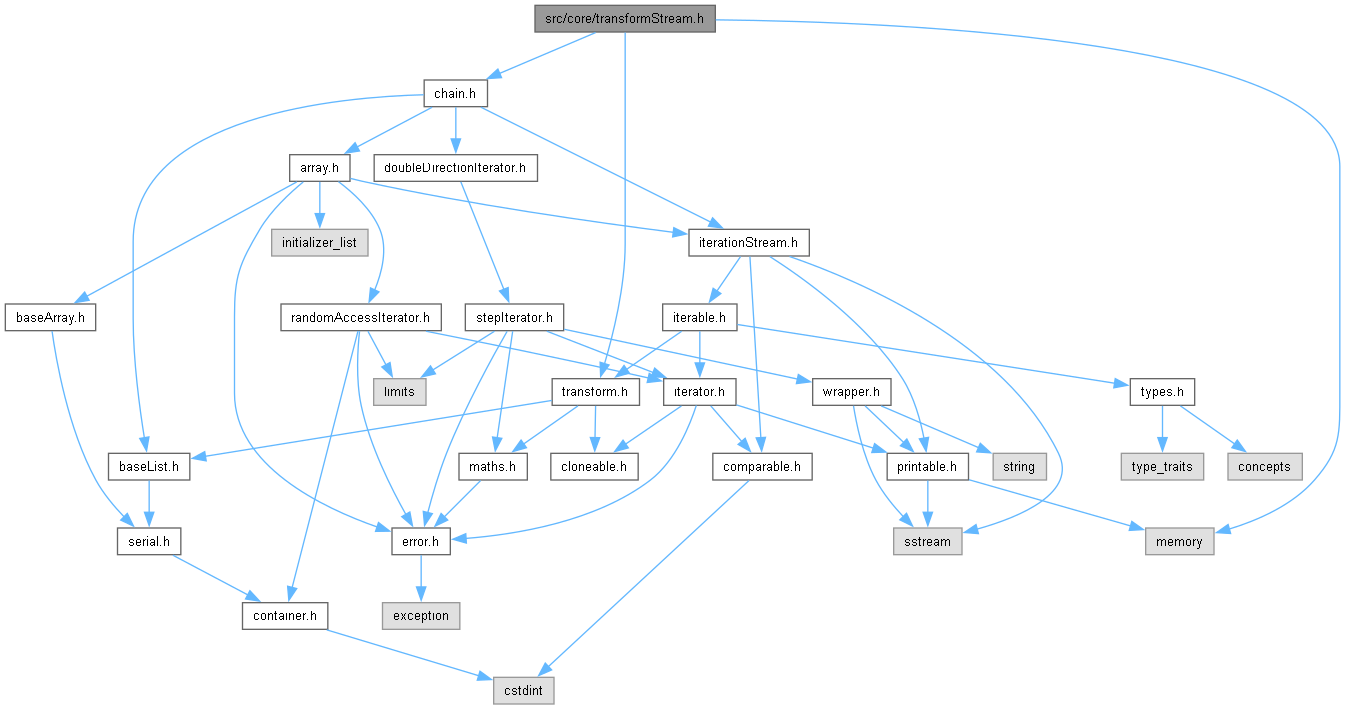 src/core/transformStream.h
chain.h
array.h
doubleDirectionIterator.h
initializer_list
iterationStream.h
baseArray.h
randomAccessIterator.h
stepIterator.h
iterable.h
limits
transform.h
iterator.h
wrapper.h
types.h
baseList.h
maths.h
cloneable.h
comparable.h
printable.h
string
type_traits
concepts
serial.h
error.h
sstream
memory
container.h
exception
cstdint